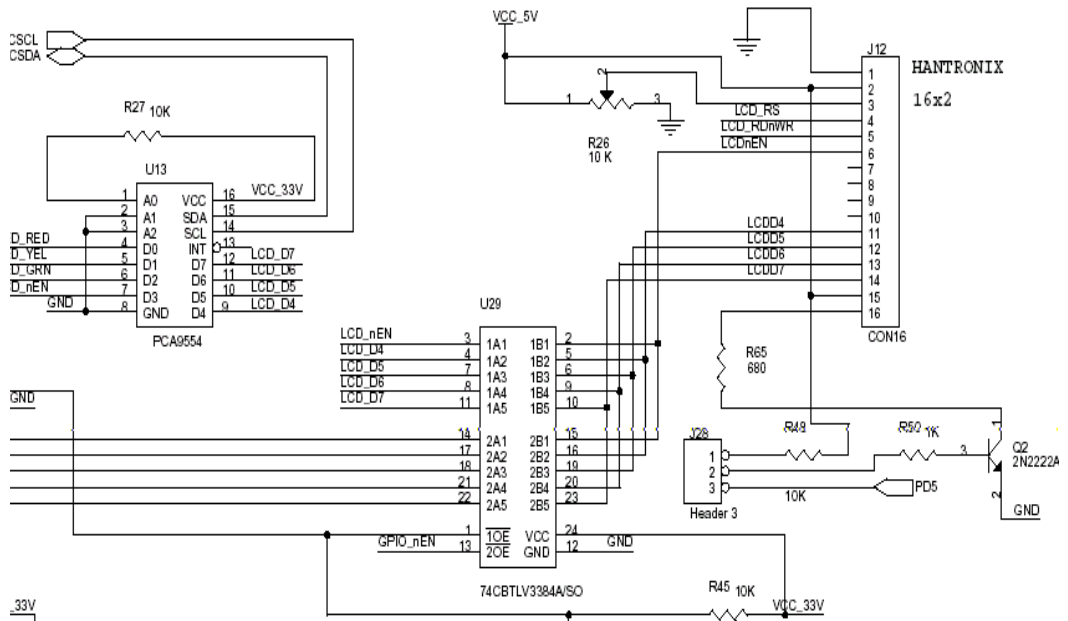 CSCL
CSDA
R27 10K
U13
1 A0 VCC 16 VCC_33V
2 A1 SDA 15
3 A2 SCL 14
D_RED 4 D0 INT 13
D_YEL 5 D1 D7 12 LCD_D7
D_GRN 6 D2 D6 11 LCD_D6
D_nEN 7 D3 D5 10 LCD_D5
GND 8 GND D4 9 LCD_D4
PCA9554
VCC_5V
1 2 3
R26
10 K
J12
HANTRONIX
16x2
1
2
3
LCD_RS 4
LCD_RDnWR 5
LCDnEN 6
7
8
9
10
LCDD4 11
LCDD5 12
LCDD6 13
LCDD7 14
15
16
CON16
U29
LCD_nEN 3 1A1 1B1 2
LCD_D4 4 1A2 1B2 5
LCD_D5 7 1A3 1B3 6
LCD_D6 8 1A4 1B4 9
LCD_D7 11 1A5 1B5 10
14 2A1 2B1 15
17 2A2 2B2 16
18 2A3 2B3 19
21 2A4 2B4 20
22 2A5 2B5 23
1 1OE VCC 24
GPIO_nEN 13 2OE GND 12 GND
74CBTLV3384A/SO
GND
R65
680
J28
1
2
3
Header 3
R48
10K
R50 1K
PD5
3 1 2
Q2
2N2222A
GND
R45 10K
VCC_33V
_33V